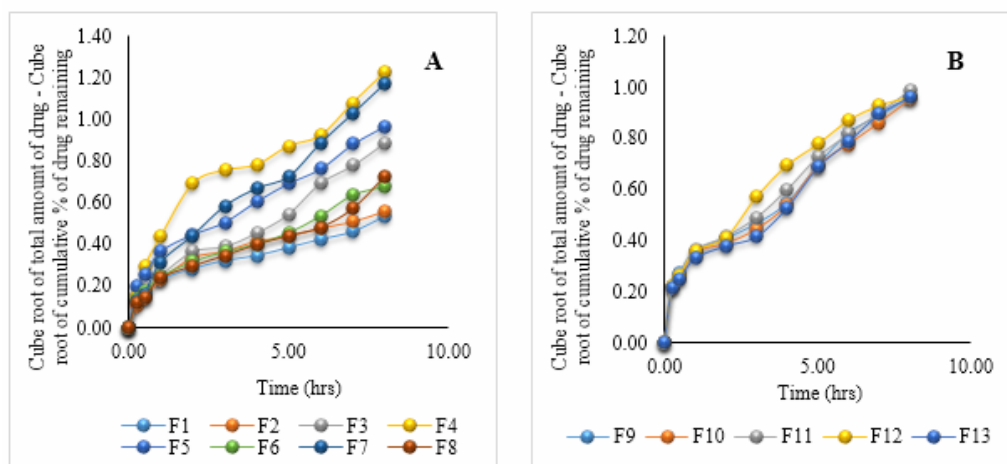 A
Cube root of total amount of drug - Cube
root of cumulative % of drug remaining
1.40
1.20
1.00
0.80
0.60
0.40
0.20
0.00
0.00 5.00 10.00
Time (hrs)
F1 F2 F3 F4
F5 F6 F7 F8
B
Cube root of total amount of drug - Cube
root of cumulative % of drug remaining
1.20
1.00
0.80
0.60
0.40
0.20
0.00
0.00 5.00 10.00
Time (hrs)
F9 F10 F11 F12 F13